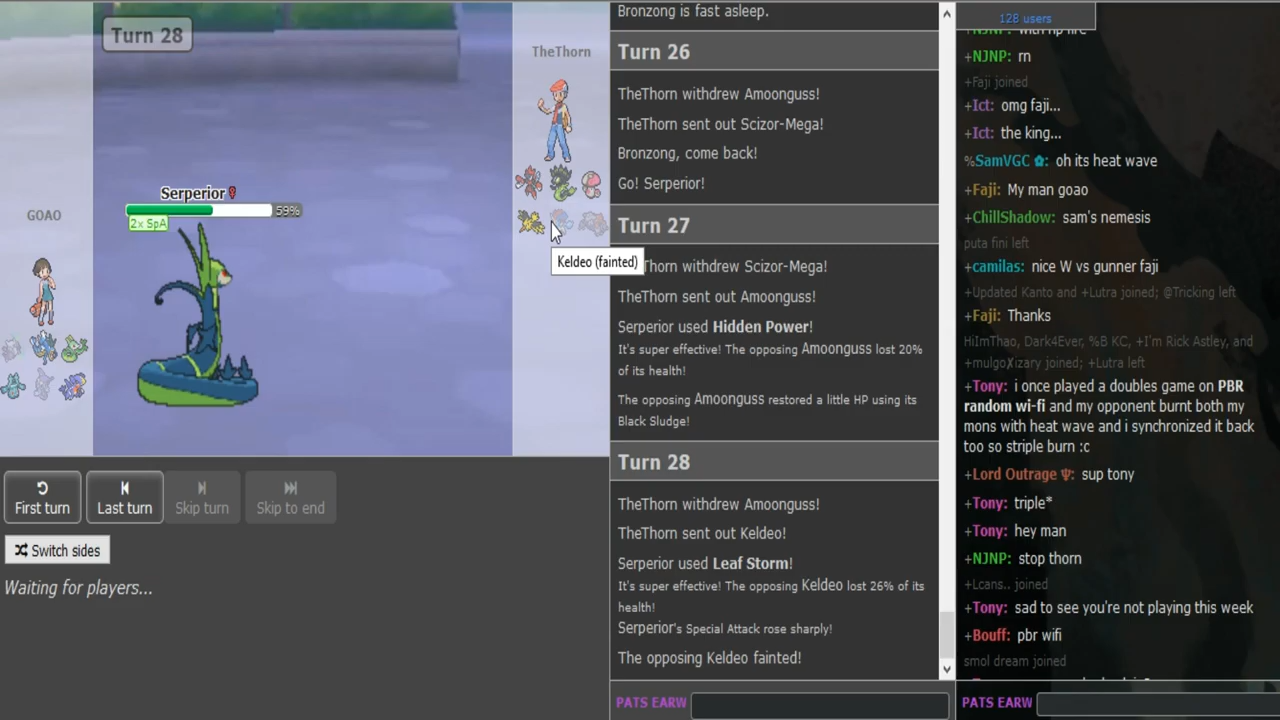 Turn 28
TheThorn
GOAO
Serperior
59%
2x SpA
Keldeo (fainted)
First turn
Last turn
Skip turn
Skip to end
Switch sides
Waiting for players...
Bronzong is fast asleep.
Turn 26
TheThorn withdrew Amoonguss!
TheThorn sent out Scizor-Mega!
Bronzong, come back!
Go! Serperior!
Turn 27
Thorn withdrew Scizor-Mega!
TheThorn sent out Amoonguss!
Serperior used Hidden Power!
It's super effective! The opposing Amoonguss lost 20%
of its health!
The opposing Amoonguss restored a little HP using its
Black Sludge!
Turn 28
TheThorn withdrew Amoonguss!
TheThorn sent out Keldeo!
Serperior used Leaf Storm!
It's super effective! The opposing Keldeo lost 26% of its
health!
Serperior's Special Attack rose sharply!
The opposing Keldeo fainted!
PATS EARW
128 users
+NJNP: with hp fire
+NJNP: rn
+Faji joined
+Ict: omg faji...
+Ict: the king...
%SamVGC ✿: oh its heat wave
+Faji: My man goao
+ChillShadow: sam's nemesis
puta fini left
+camilas: nice W vs gunner faji
+Updated Kanto and +Lutra joined; @Tricking left
+Faji: Thanks
HiImThao, Dark4Ever, %B KC, +I'm Rick Astley, and
+mulgoXizary joined; +Lutra left
+Tony: i once played a doubles game on PBR
random wi-fi and my opponent burnt both my
mons with heat wave and i synchronized it back
too so striple burn :c
+Lord Outrage Ψ: sup tony
+Tony: triple*
+Tony: hey man
+NJNP: stop thorn
+Lcans.. joined
+Tony: sad to see you're not playing this week
+Bouff: pbr wifi
smol dream joined
PATS EARW